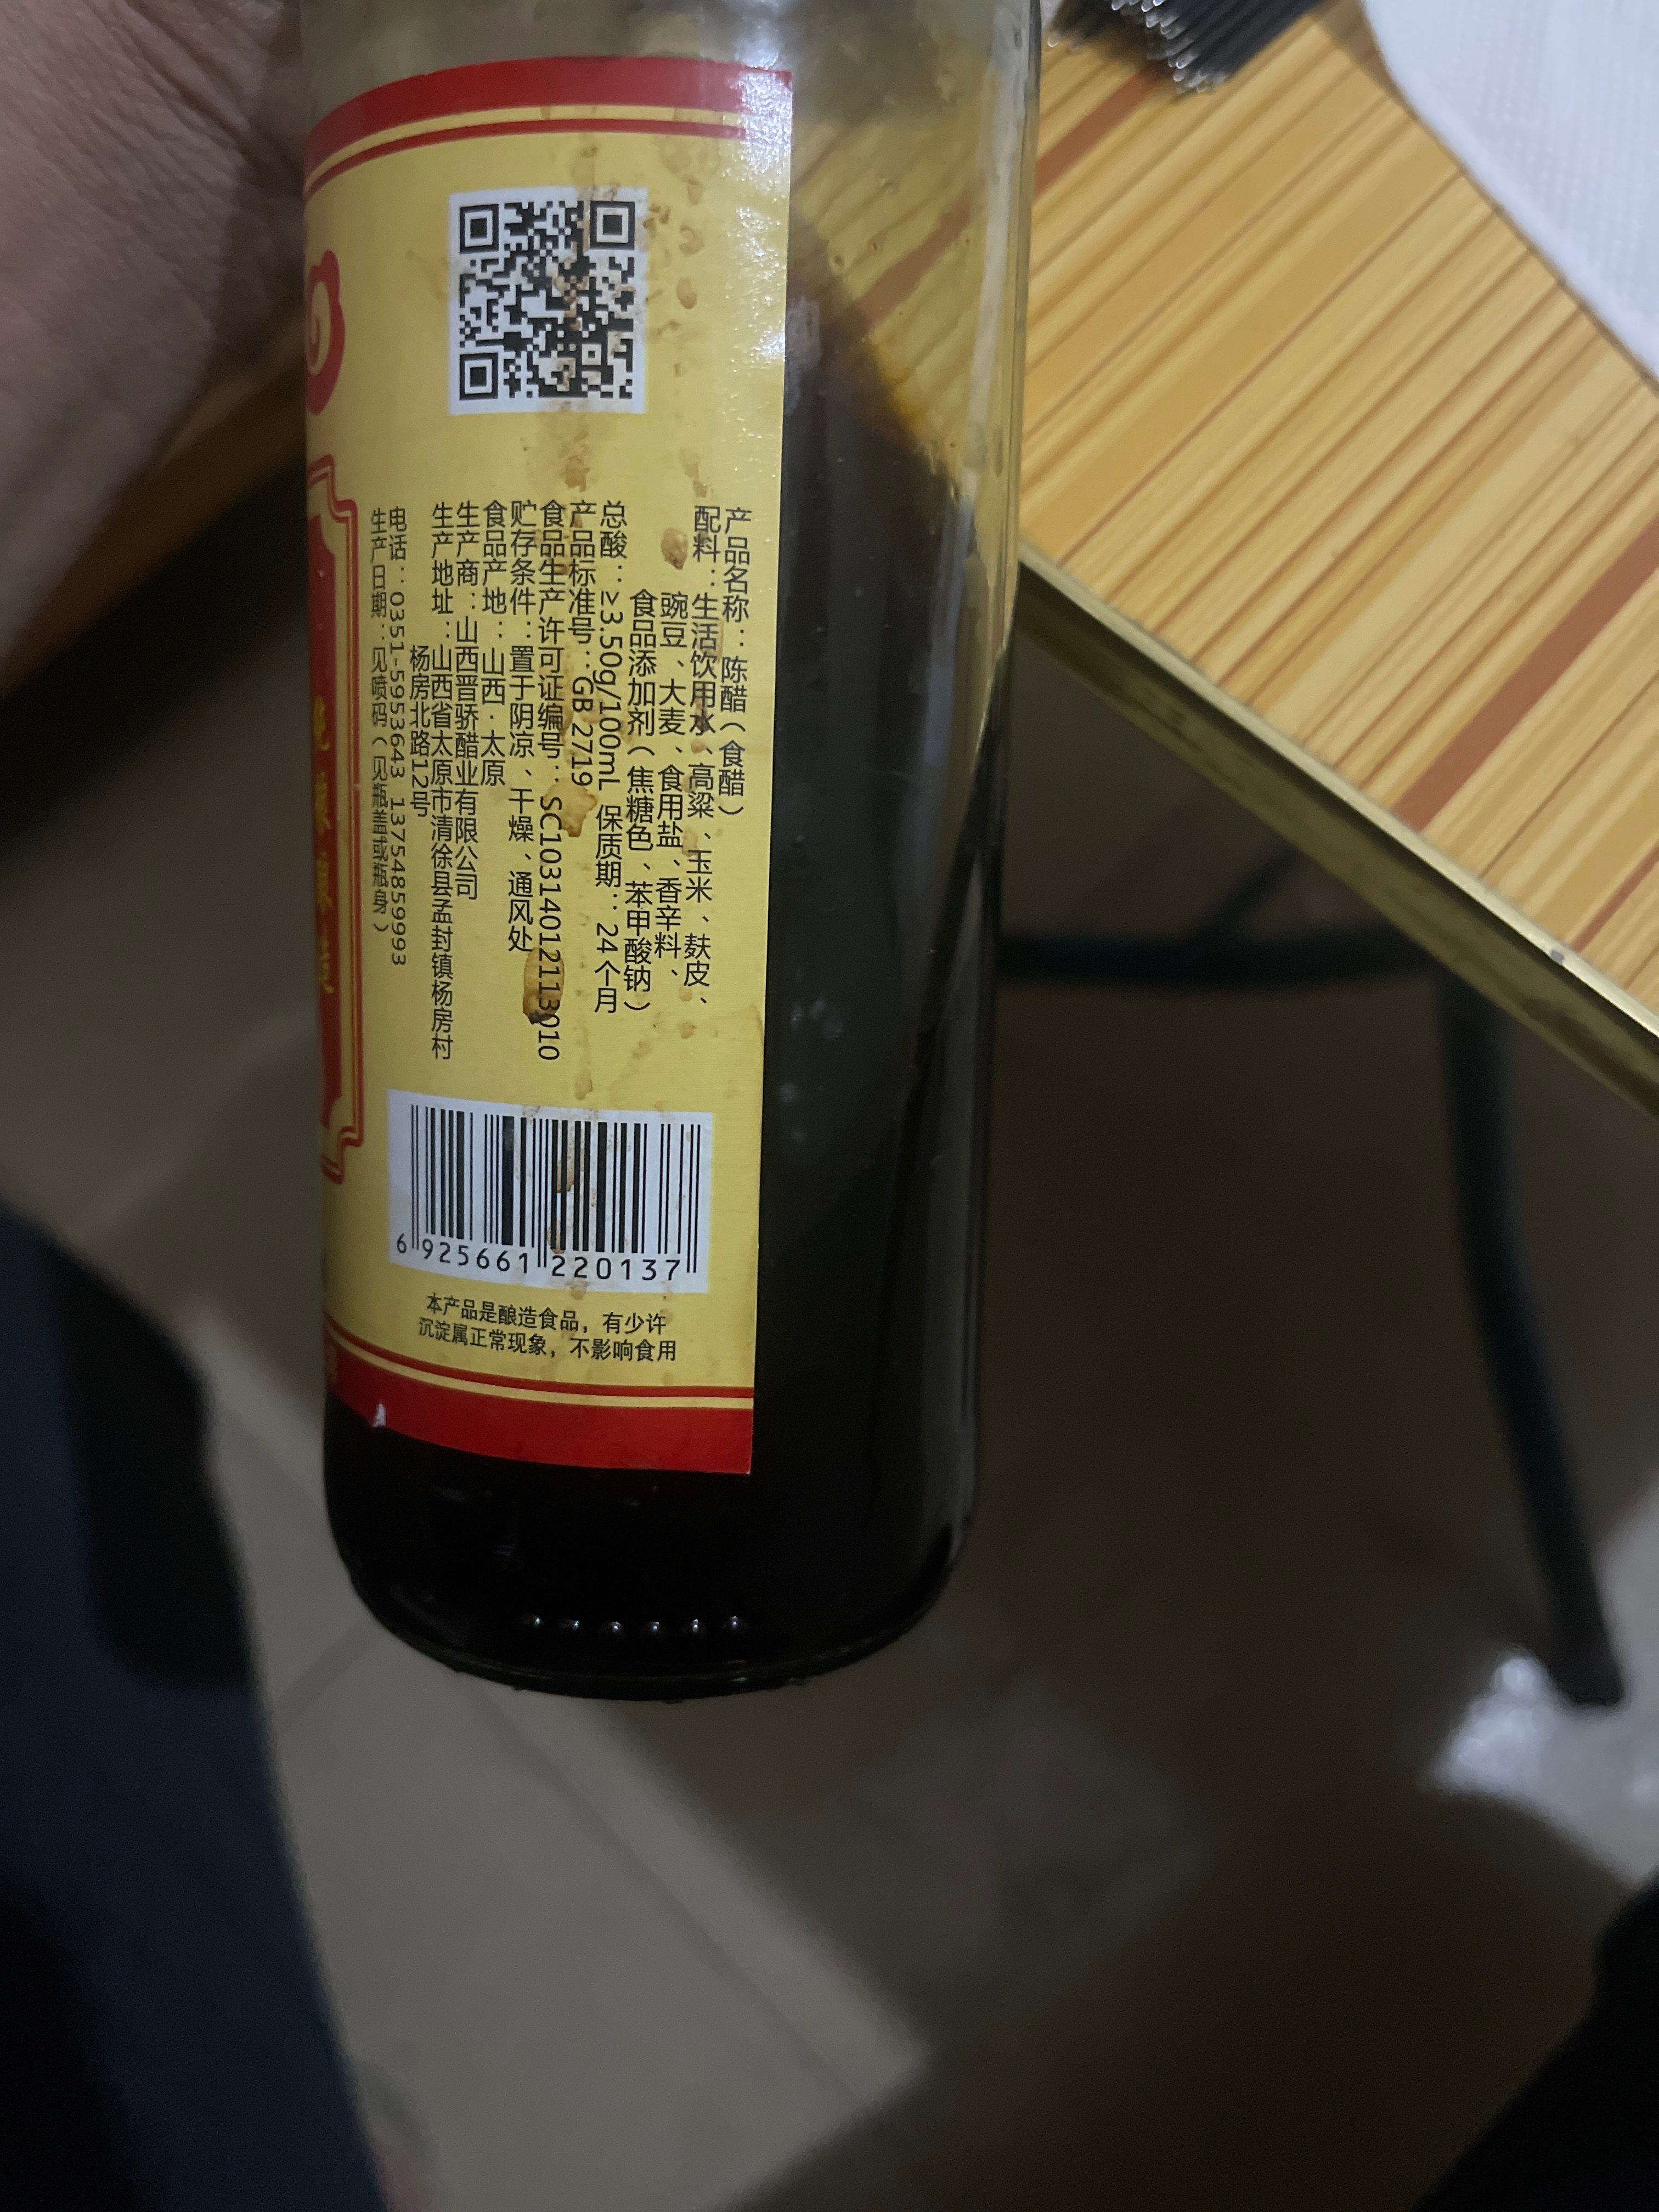 产品名称：陈醋（食醋）
配料：生活饮用水、高粱、玉米、麸皮、
豌豆、大麦、食用盐、香辛料、
食品添加剂（焦糖色、苯甲酸钠）
总酸：≥3.50g/100mL 保质期：24个月
产品标准号：GB 2719
食品生产许可证编号：SC10314012113010
贮存条件：置于阴凉、干燥、通风处
食品产地：山西·太原
生产商：山西晋骄醋业有限公司
生产地址：山西省太原市清徐县孟封镇杨房村
杨房北路12号
电话：0351-5953643 13754859993
生产日期：见喷码（见瓶盖或瓶身）
6 925661 220137
本产品是酿造食品，有少许
沉淀属正常现象，不影响食用